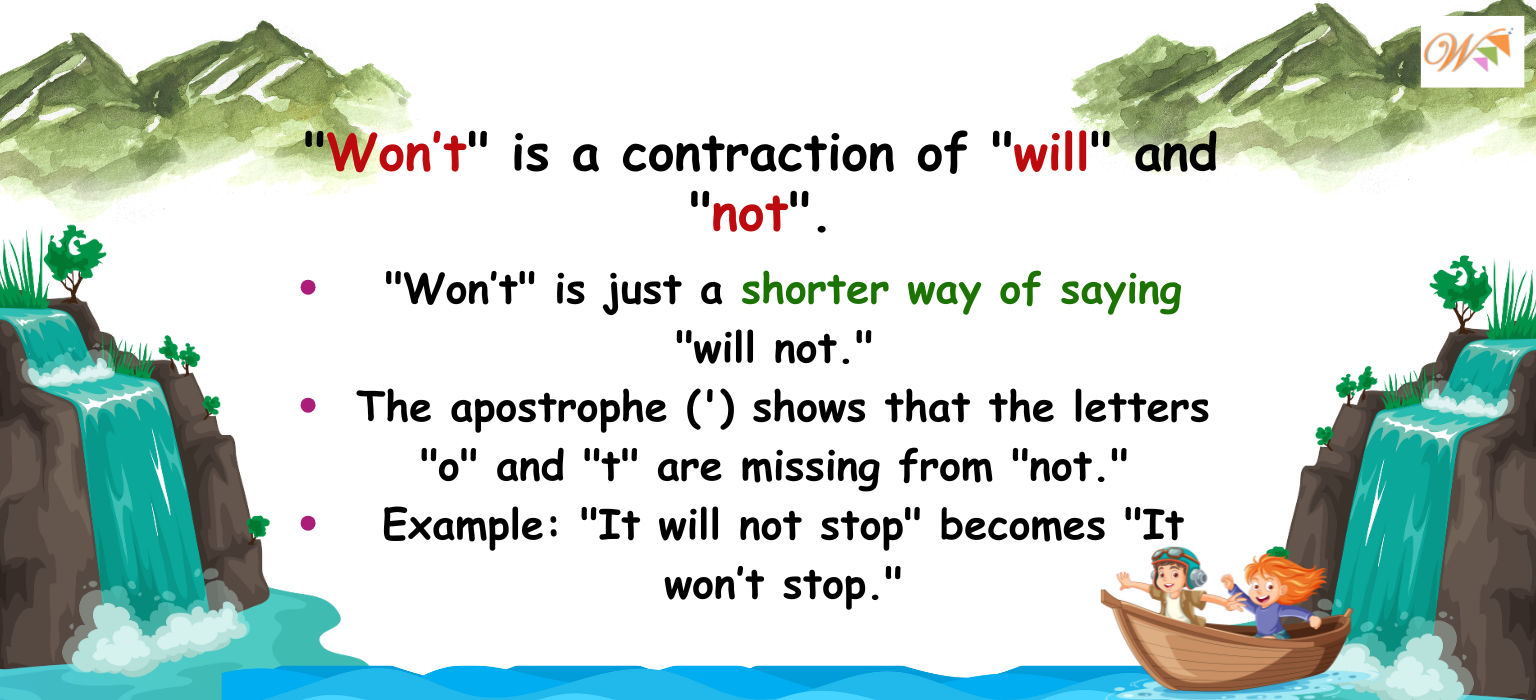 "Won't" is a contraction of "will" and
"not".
• "Won't" is just a shorter way of saying
"will not."
• The apostrophe (') shows that the letters
"o" and "t" are missing from "not."
• Example: "It will not stop" becomes "It
won't stop."
W